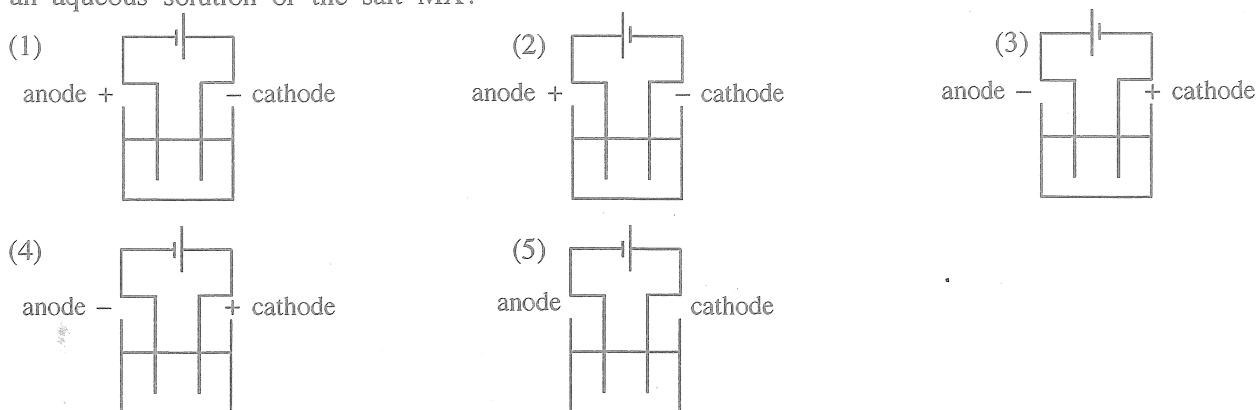 an aqueous solution of the salt MX?
(1)
anode +
− cathode
(2)
anode +
− cathode
(3)
anode −
+ cathode
(4)
anode −
+ cathode
(5)
anode
cathode